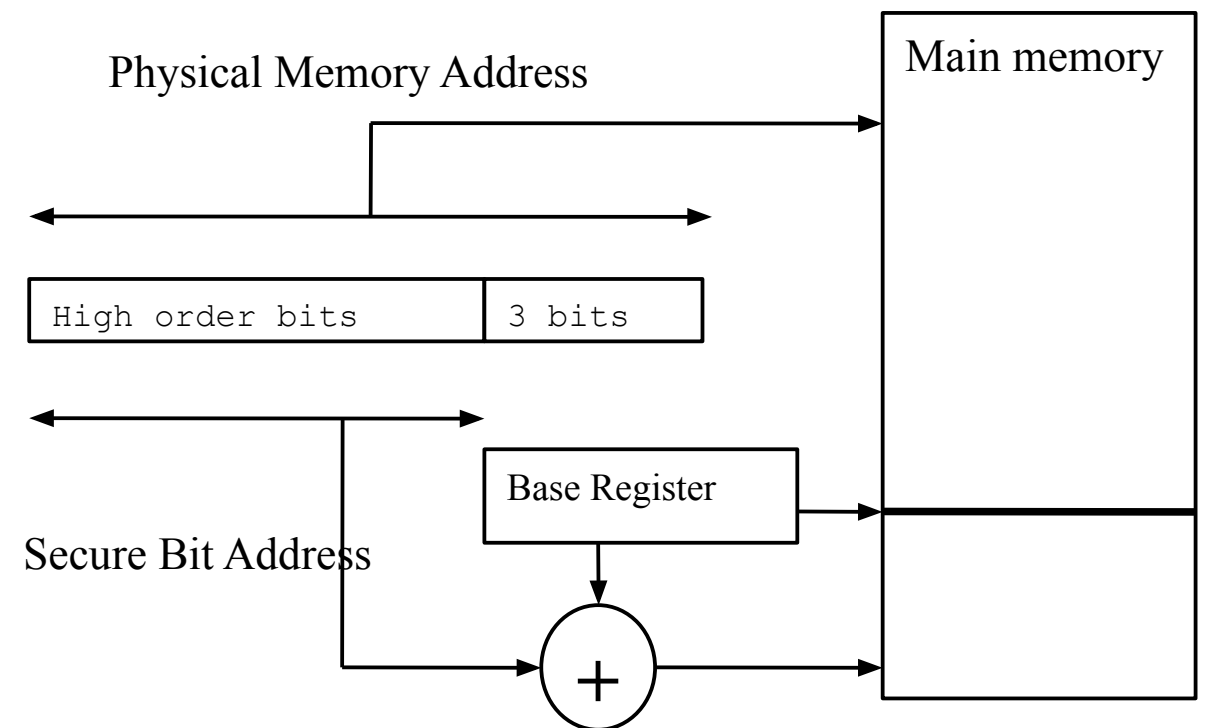 Main memory
Physical Memory Address
High order bits
3 bits
Base Register
Secure Bit Address
+